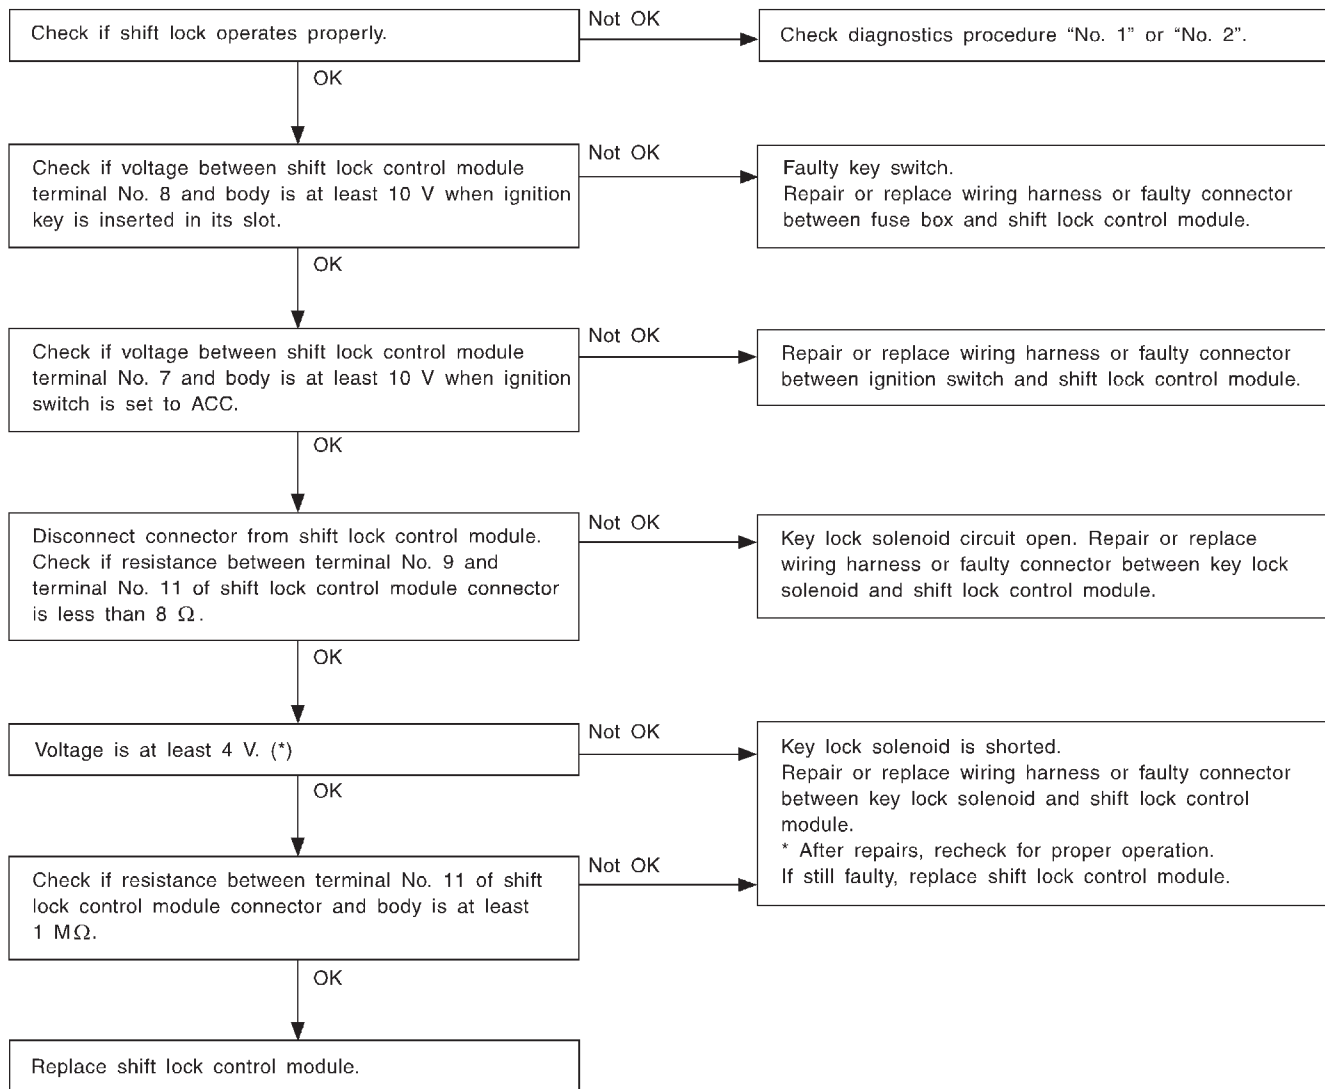 Check if shift lock operates properly.
Not OK
Check diagnostics procedure “No. 1” or “No. 2”.
OK
Check if voltage between shift lock control module
terminal No. 8 and body is at least 10 V when ignition
key is inserted in its slot.
Not OK
Faulty key switch.
Repair or replace wiring harness or faulty connector
between fuse box and shift lock control module.
OK
Check if voltage between shift lock control module
terminal No. 7 and body is at least 10 V when ignition
switch is set to ACC.
Not OK
Repair or replace wiring harness or faulty connector
between ignition switch and shift lock control module.
OK
Disconnect connector from shift lock control module.
Check if resistance between terminal No. 9 and
terminal No. 11 of shift lock control module connector
is less than 8 Ω.
Not OK
Key lock solenoid circuit open. Repair or replace
wiring harness or faulty connector between key lock
solenoid and shift lock control module.
OK
Voltage is at least 4 V. (*)
Not OK
Key lock solenoid is shorted.
Repair or replace wiring harness or faulty connector
between key lock solenoid and shift lock control
module.
* After repairs, recheck for proper operation.
If still faulty, replace shift lock control module.
OK
Check if resistance between terminal No. 11 of shift
lock control module connector and body is at least
1 MΩ.
Not OK
OK
Replace shift lock control module.